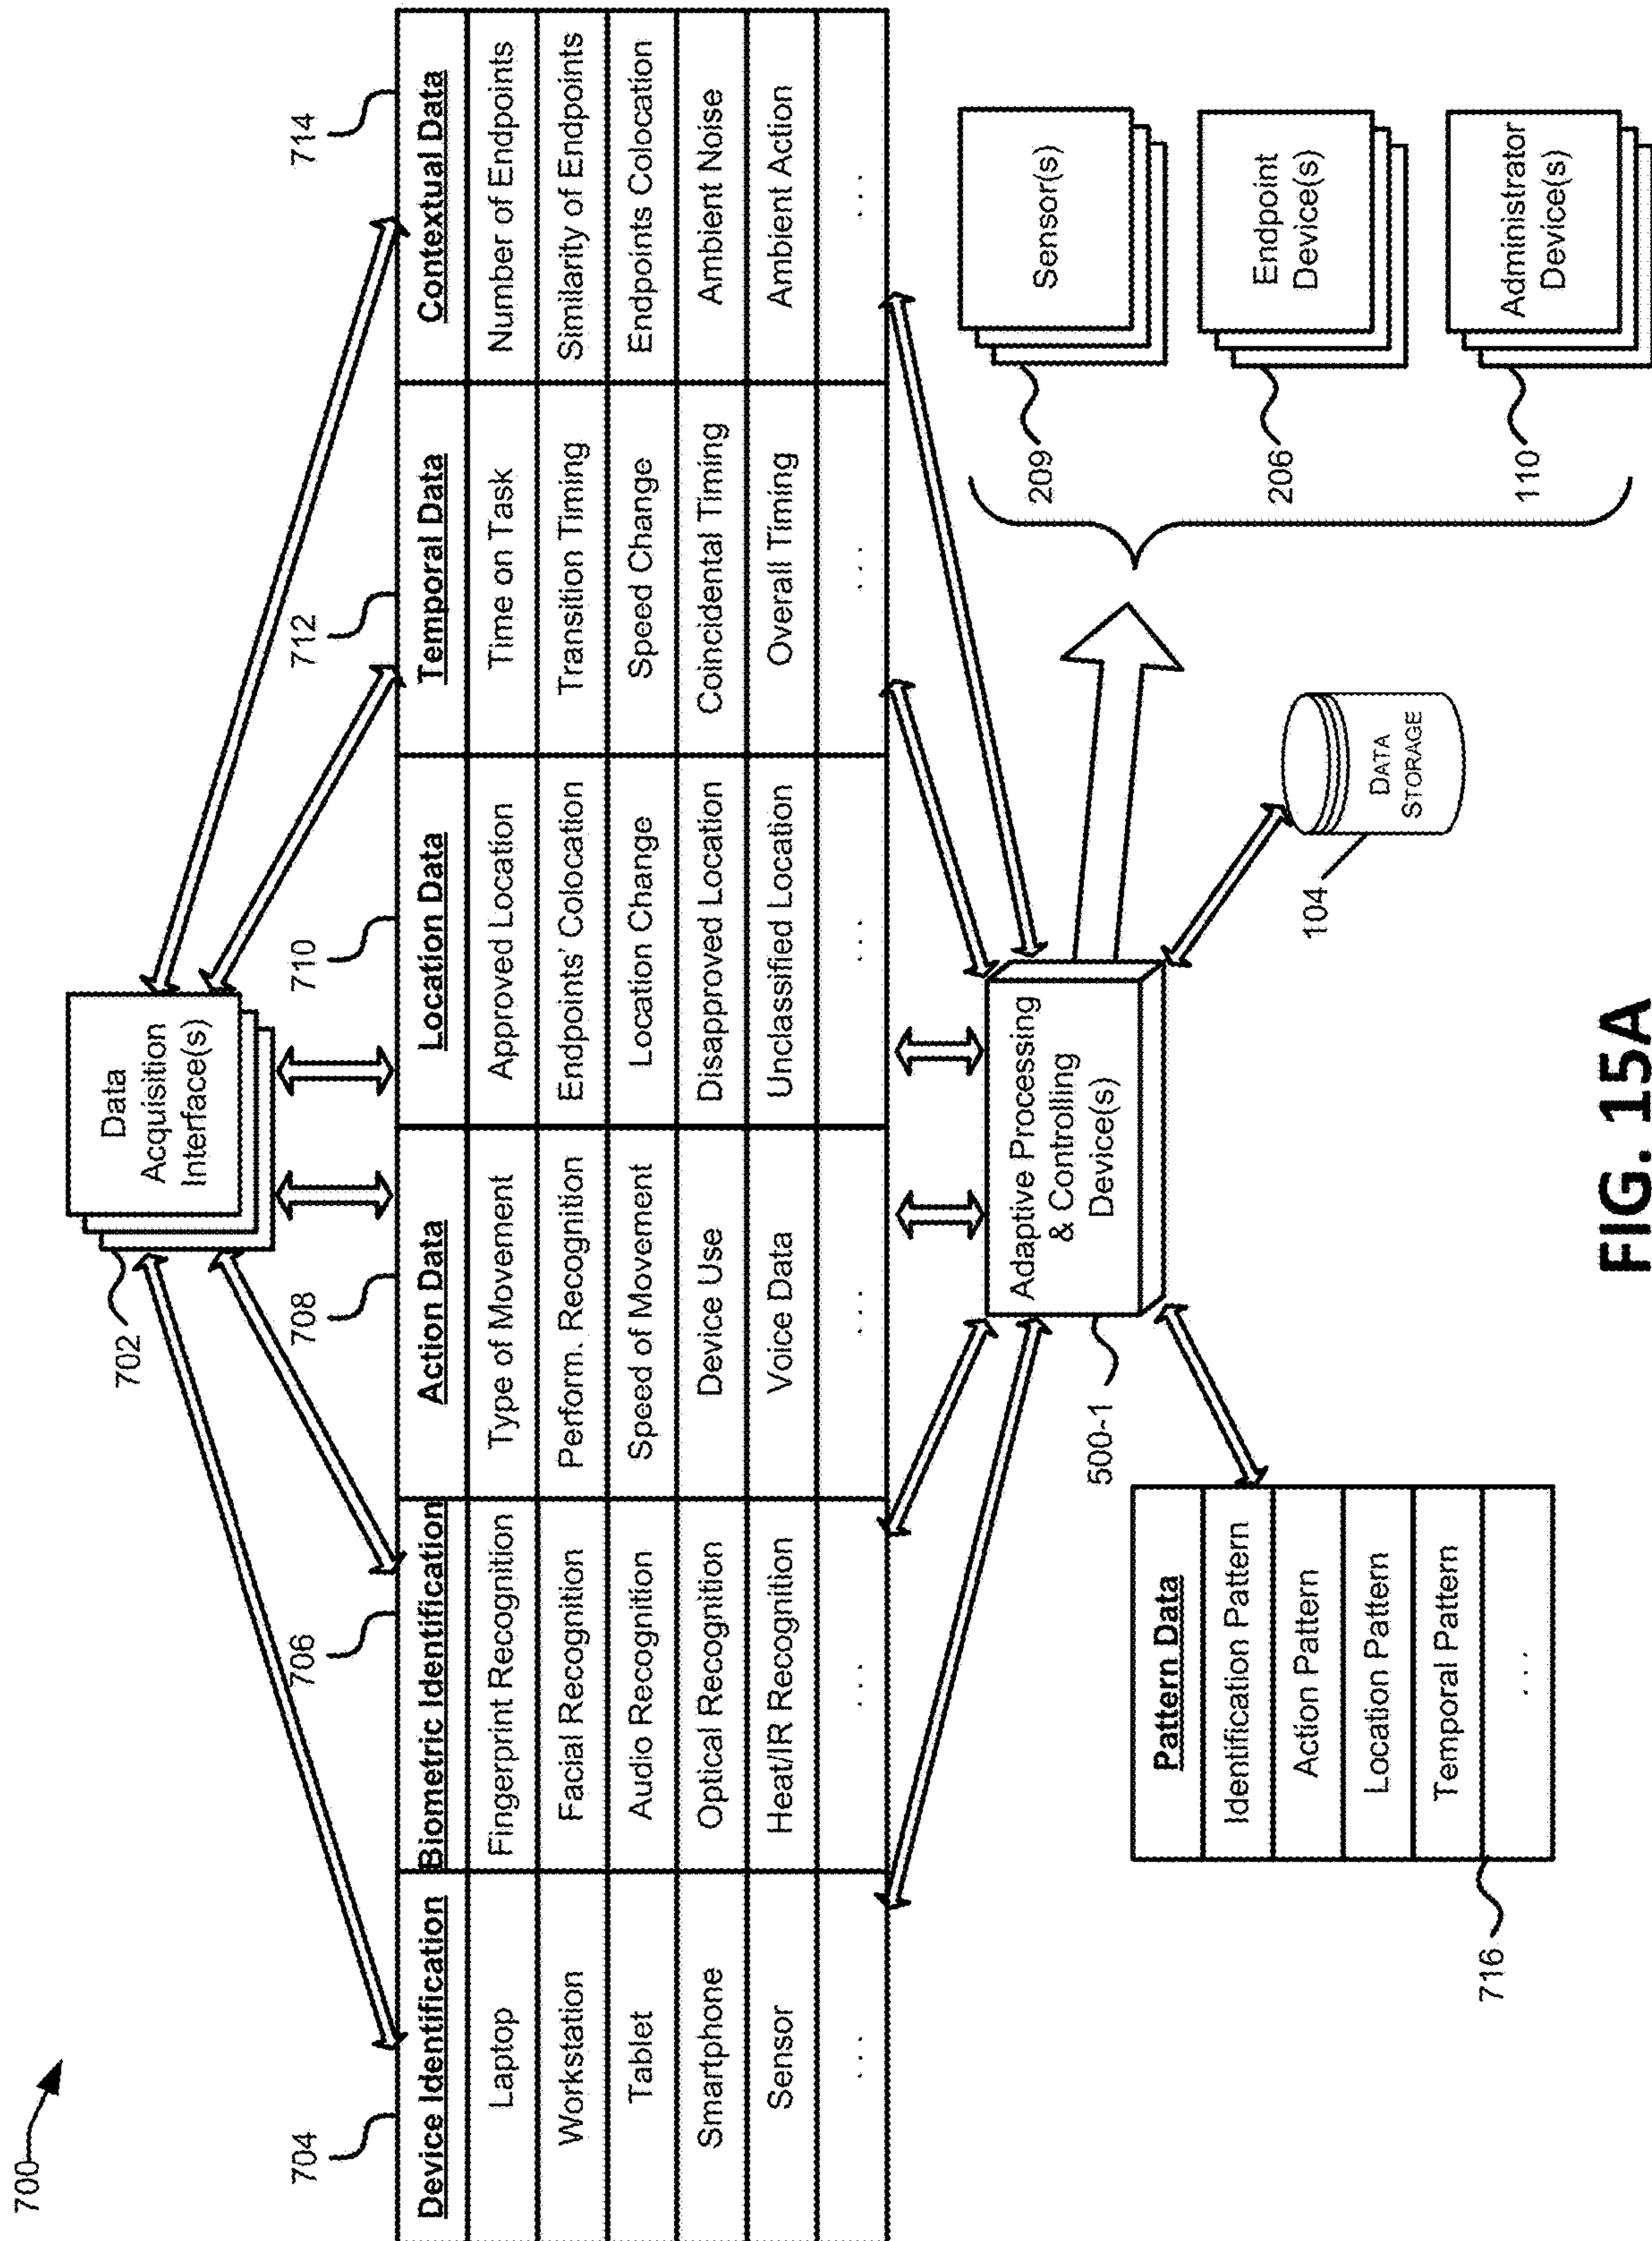 700
Data
Acquisition
Interface(s)
702
704
706
708
710
712
714
Device Identification
Biometric Identification
Action Data
Location Data
Temporal Data
Contextual Data
Laptop
Fingerprint Recognition
Type of Movement
Approved Location
Time on Task
Number of Endpoints
Workstation
Facial Recognition
Perform. Recognition
Endpoints' Colocation
Transition Timing
Similarity of Endpoints
Tablet
Audio Recognition
Speed of Movement
Location Change
Speed Change
Endpoints Colocation
Smartphone
Optical Recognition
Device Use
Disapproved Location
Coincidental Timing
Ambient Noise
Sensor
Heat/IR Recognition
Voice Data
Unclassified Location
Overall Timing
Ambient Action
. . .
. . .
. . .
. . .
. . .
. . .
Adaptive Processing
& Controlling
Device(s)
500-1
Pattern Data
Identification Pattern
Action Pattern
Location Pattern
Temporal Pattern
. . .
716
DATA
STORAGE
104
209
Sensor(s)
206
Endpoint
Device(s)
110
Administrator
Device(s)
FIG. 15A